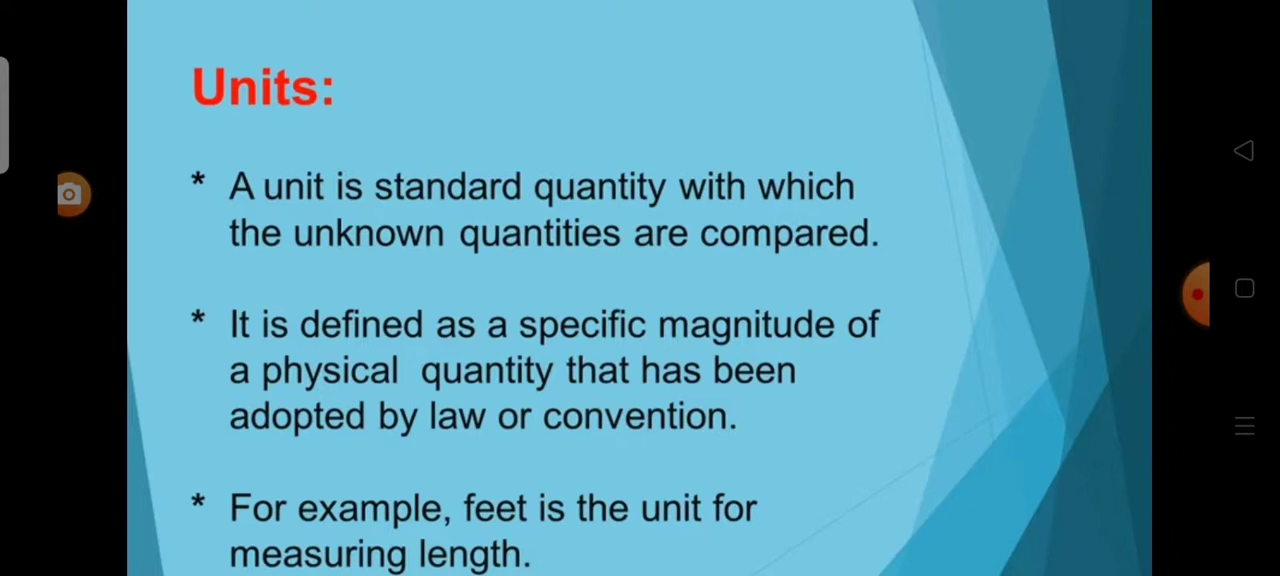 Units:
* A unit is standard quantity with which
the unknown quantities are compared.
* It is defined as a specific magnitude of
a physical quantity that has been
adopted by law or convention.
* For example, feet is the unit for
measuring length.